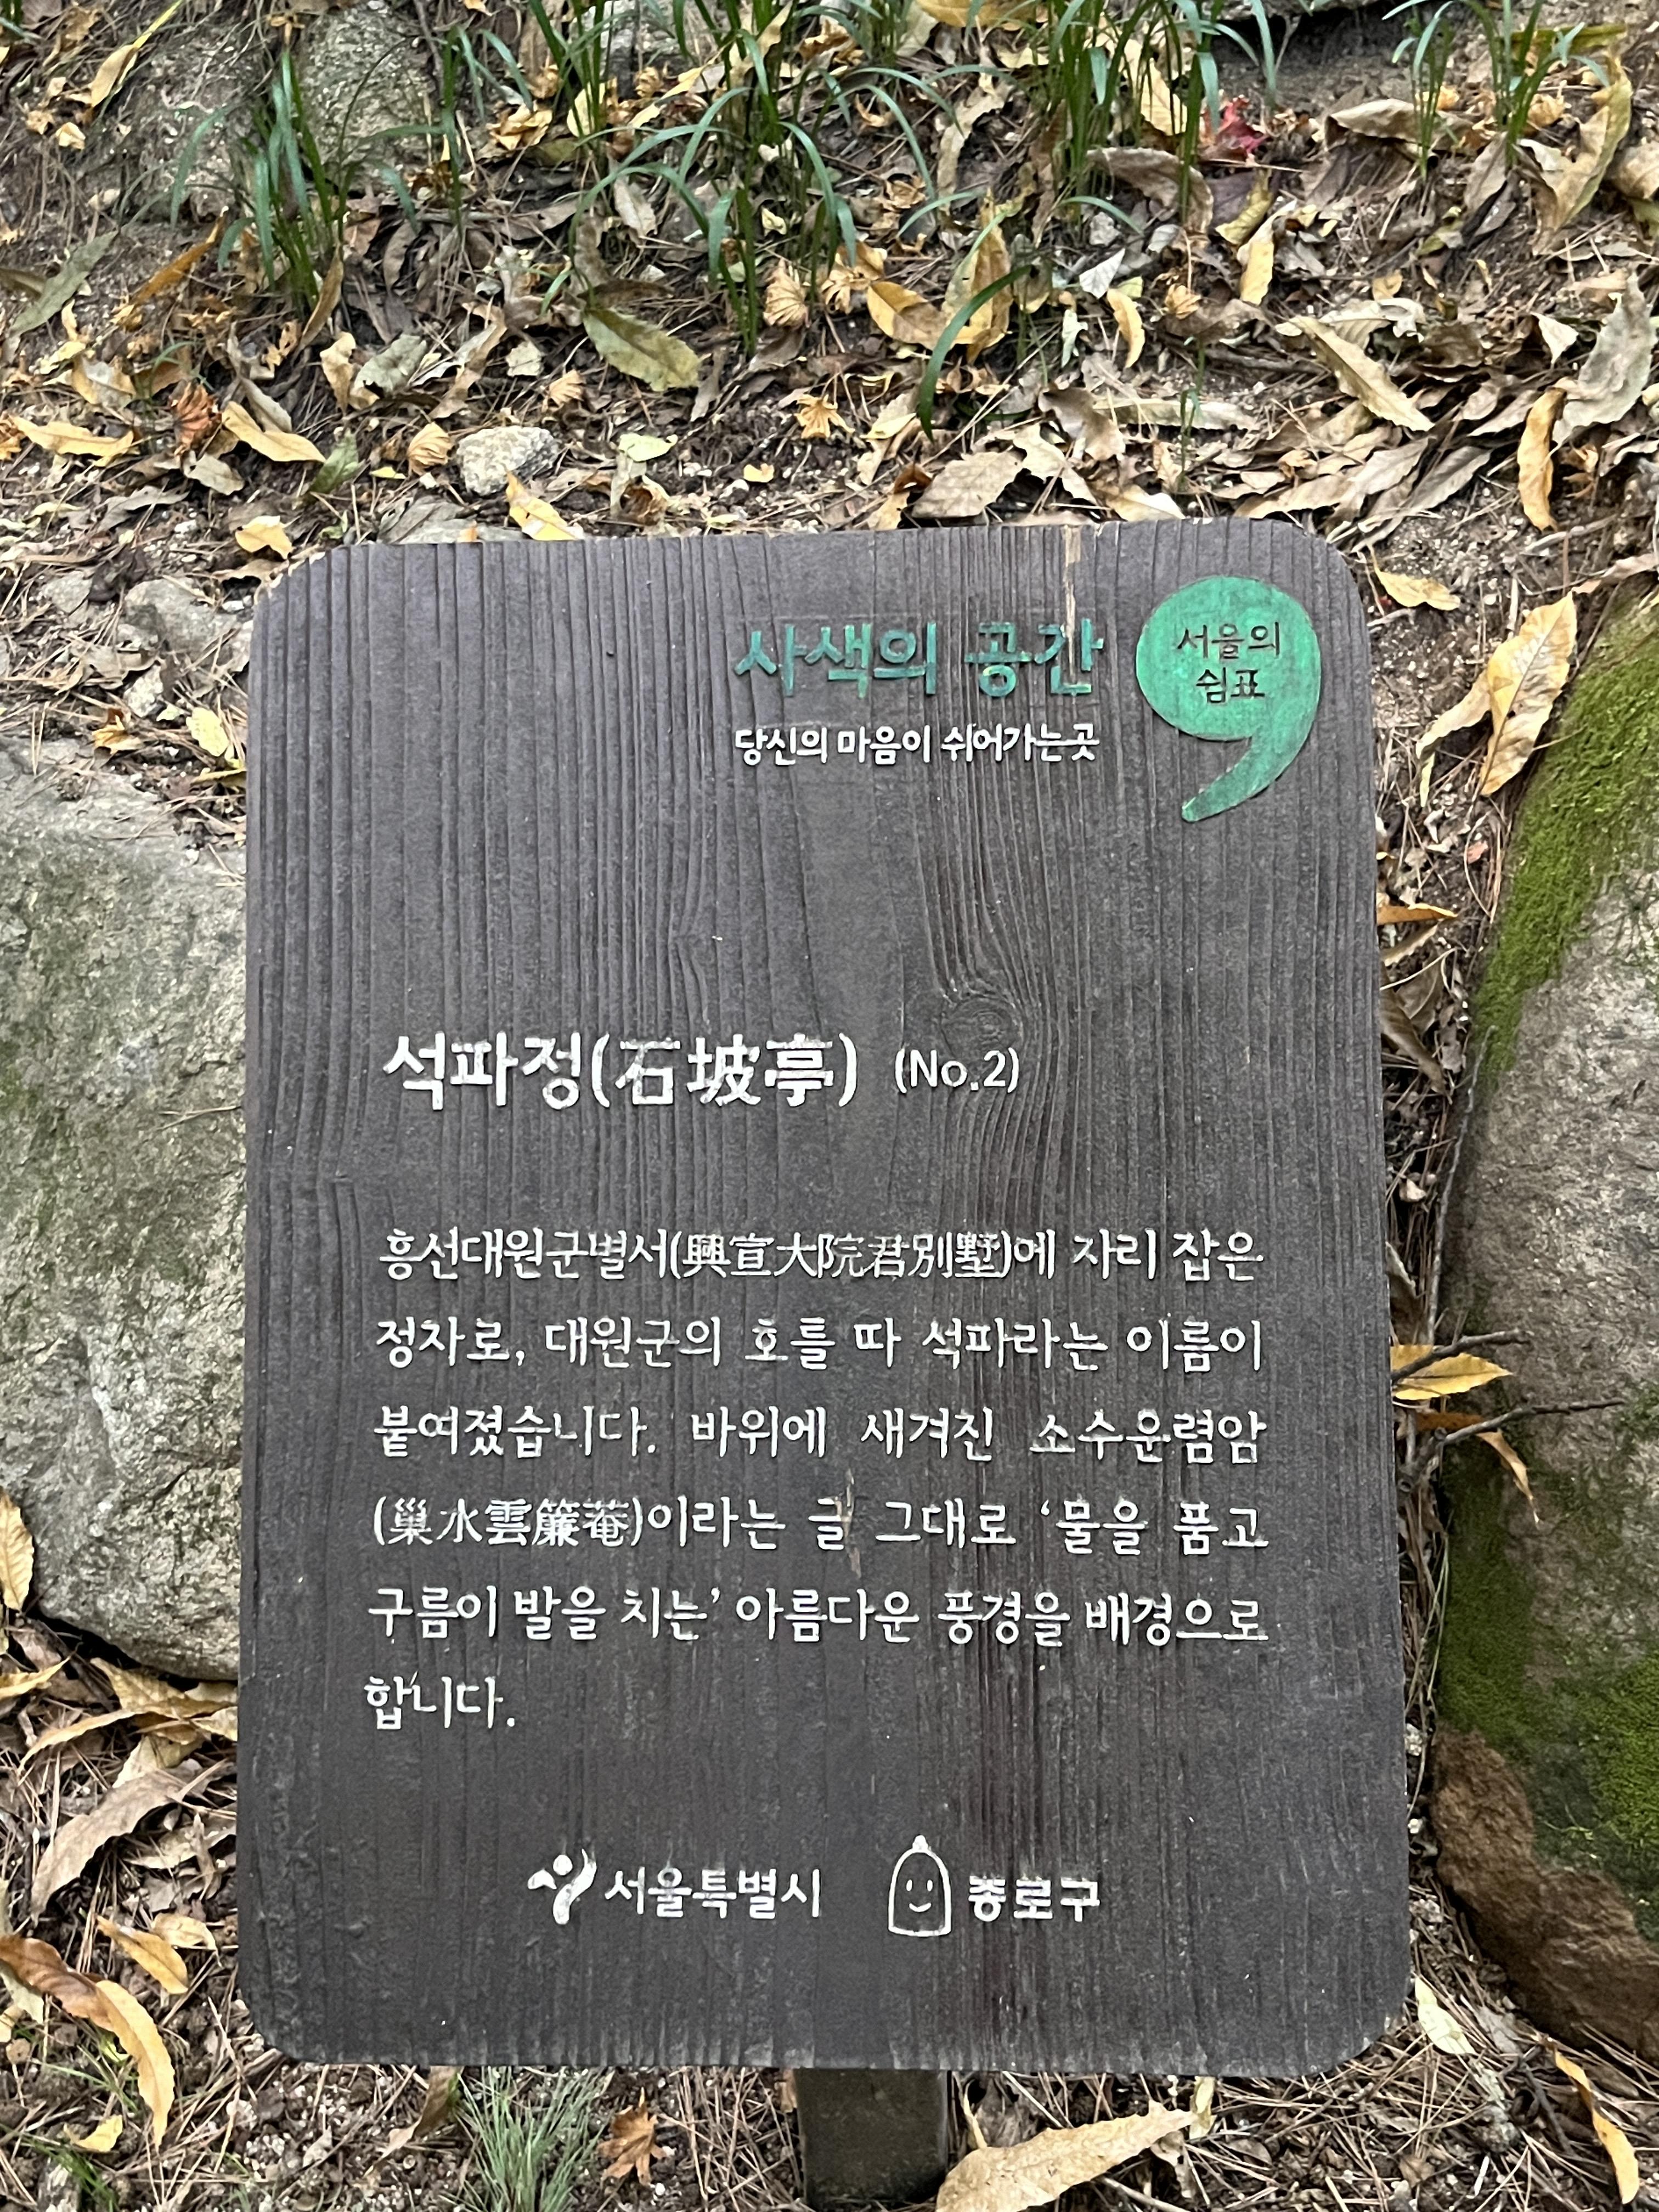 사색의 공간
당신의 마음이 쉬어가는곳
서울의
쉼표
석파정(石坡亭) (No.2)
흥선대원군별서(興宣大院君別墅)에 자리 잡은
정자로, 대원군의 호를 따 석파라는 이름이
붙여졌습니다. 바위에 새겨진 소수운렴암
(巢水雲簾菴)이라는 글 그대로 ‘물을 품고
구름이 발을 치는’ 아름다운 풍경을 배경으로
합니다.
서울특별시
종로구